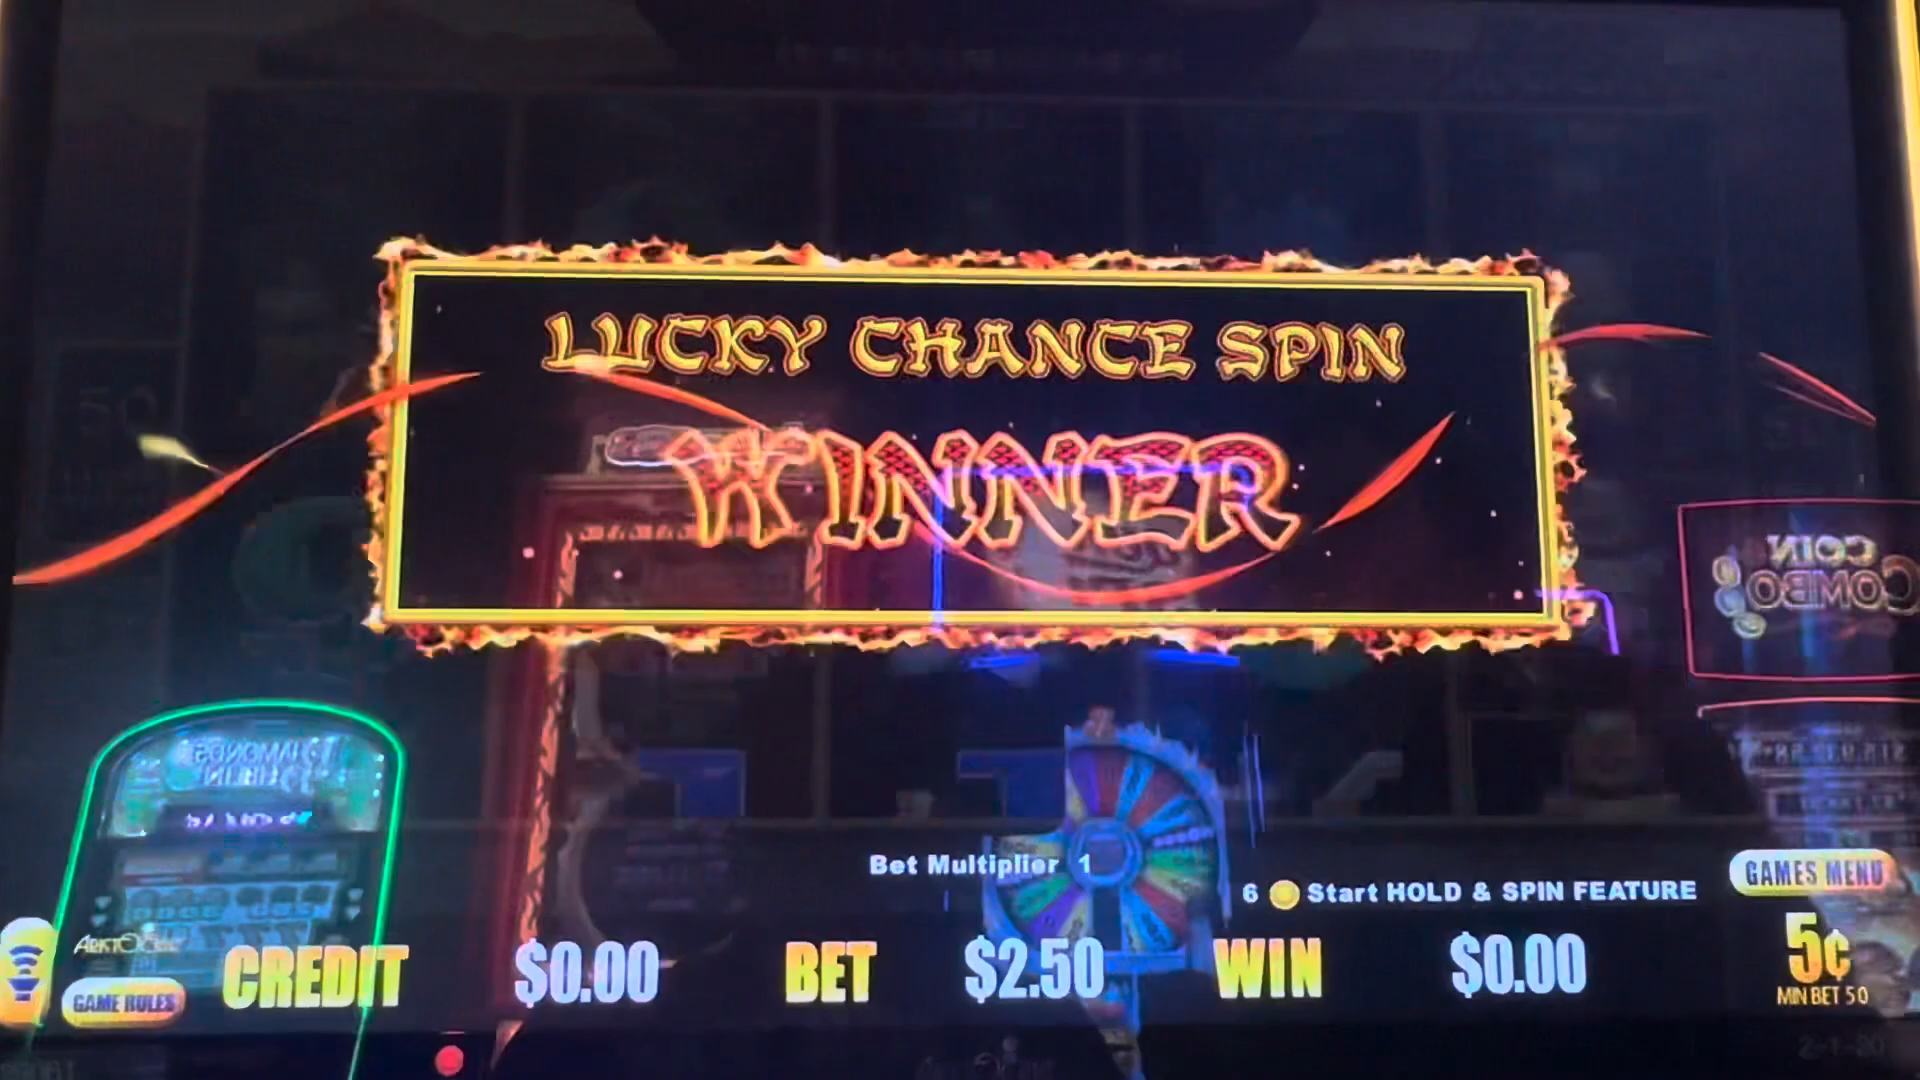 LUCKY CHANCE SPIN
WINNER
COIN
COMBO
Bet Multiplier 1
6 Start HOLD & SPIN FEATURE
GAMES MENU
GAME RULES
CREDIT $0.00 BET $2.50 WIN $0.00
5¢
MIN BET 50